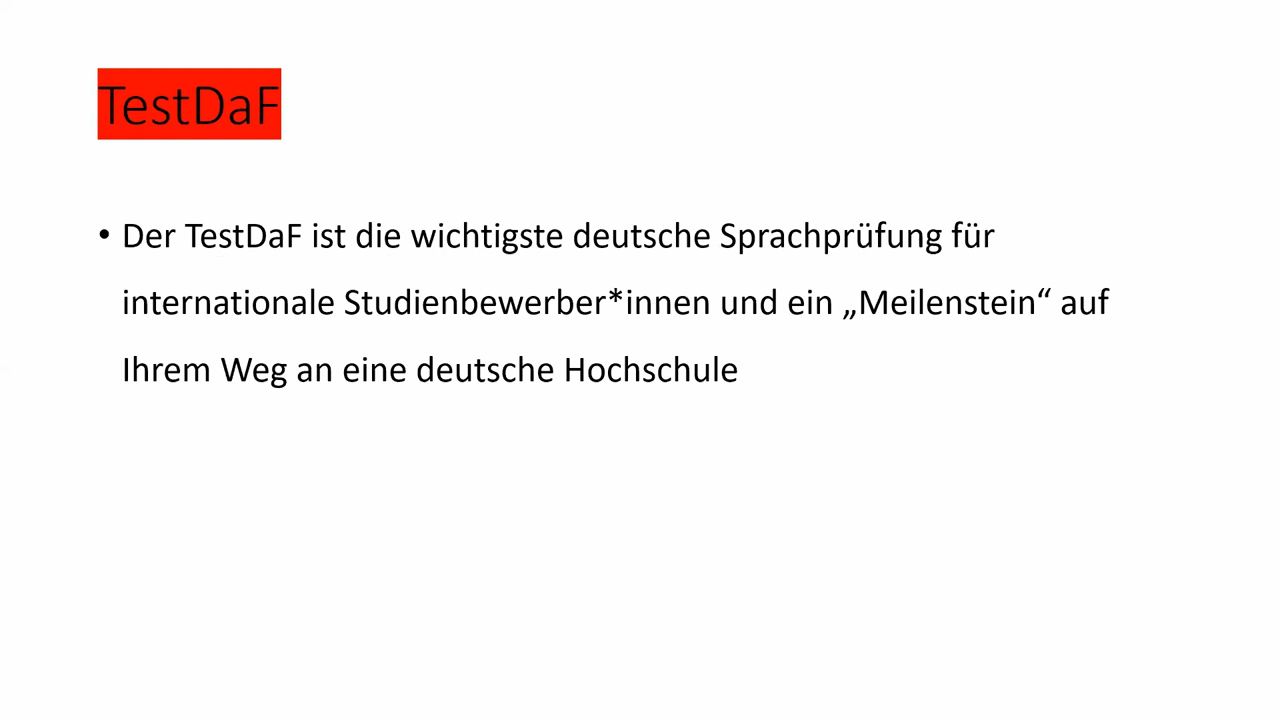 TestDaF
• Der TestDaF ist die wichtigste deutsche Sprachprüfung für
internationale Studienbewerber*innen und ein „Meilenstein“ auf
Ihrem Weg an eine deutsche Hochschule